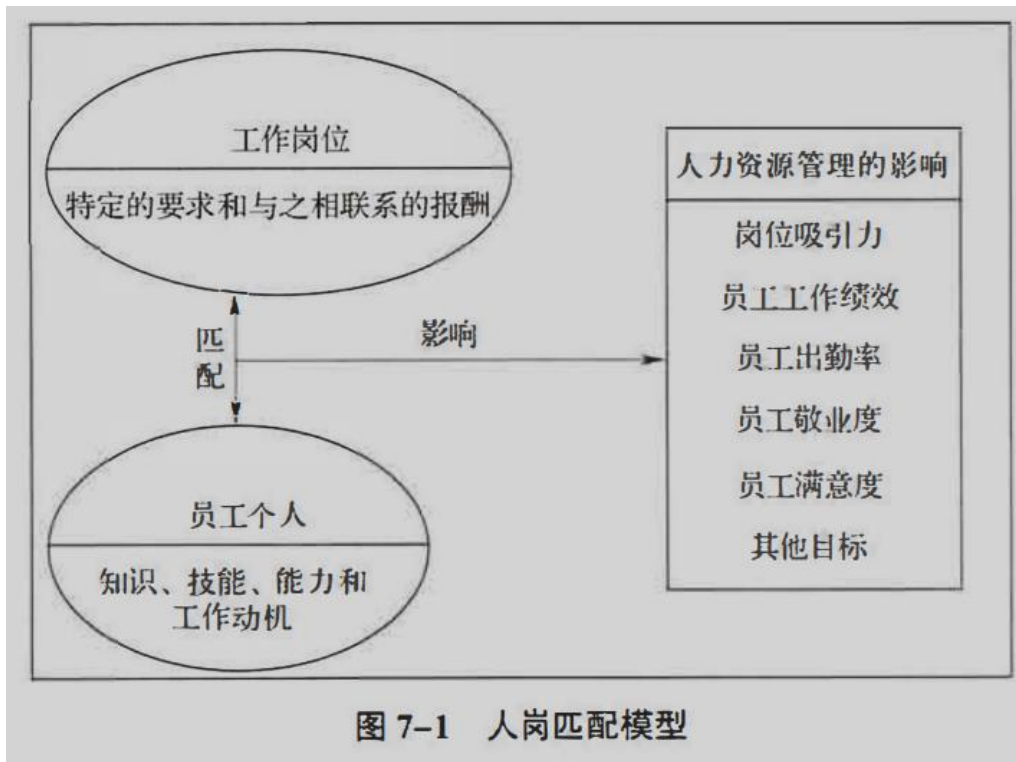 工作岗位
特定的要求和与之相联系的报酬
匹配
影响
员工个人
知识、技能、能力和
工作动机
人力资源管理的影响
岗位吸引力
员工工作绩效
员工出勤率
员工敬业度
员工满意度
其他目标
图 7-1 人岗匹配模型